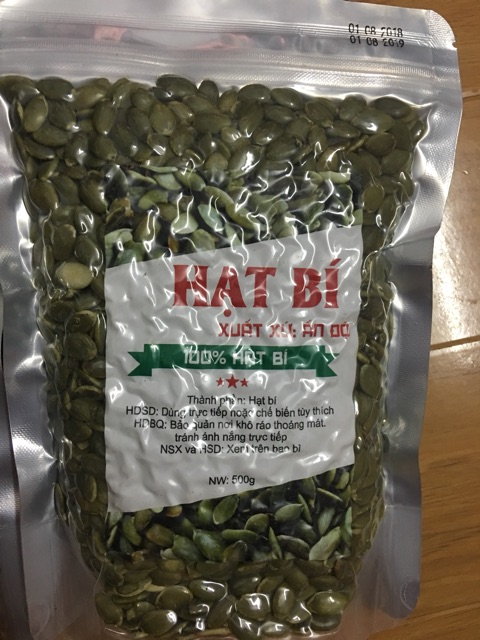 01 08 2018
01 08 2019
HẠT BÍ
XUẤT XỨ: ẤN ĐỘ
100% HẠT BÍ
Thành phần: Hạt bí
HDSD: Dùng trực tiếp hoặc chế biến tùy thích
HDBQ: Bảo quản nơi khô ráo thoáng mát.
tránh ánh nắng trực tiếp
NSX và HSD: Xem trên bao bì
NW: 500g